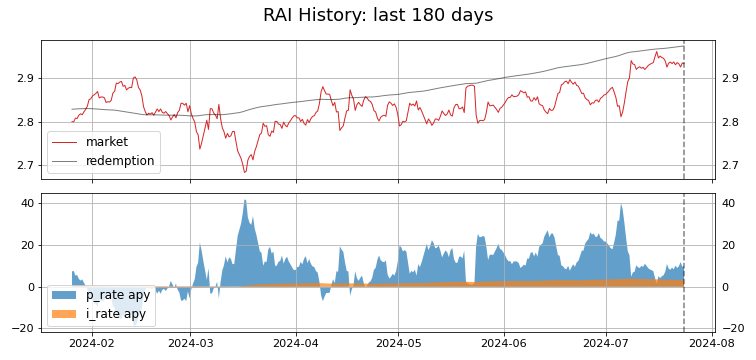 RAI History: last 180 days
2.9 2.9
2.8 2.8
2.7 2.7
market
redemption
40 40
20 20
0 0
−20 −20
p_rate apy
i_rate apy
2024-02 2024-03 2024-04 2024-05 2024-06 2024-07 2024-08